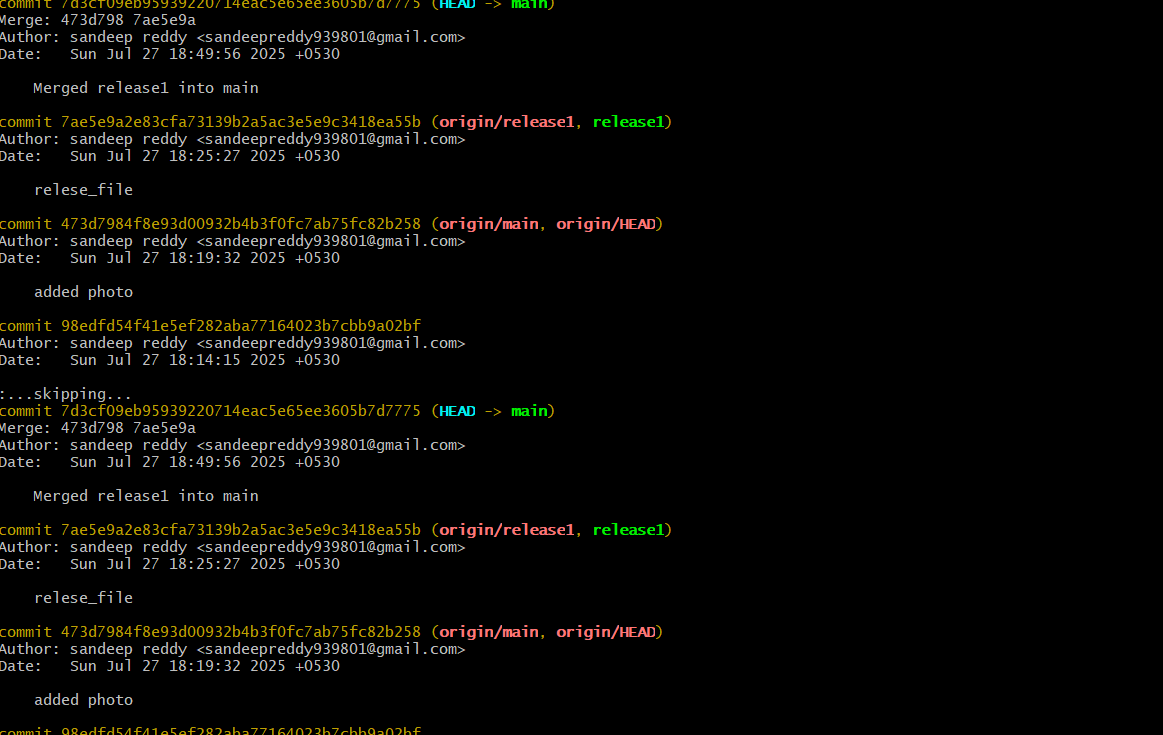 commit 7d3cf09eb95939220714eac5e65ee3605b7d7775 (HEAD -> main)
Merge: 473d798 7ae5e9a
Author: sandeep reddy <sandeepreddy939801@gmail.com>
Date:   Sun Jul 27 18:49:56 2025 +0530
Merged release1 into main
commit 7ae5e9a2e83cfa73139b2a5ac3e5e9c3418ea55b (origin/release1, release1)
Author: sandeep reddy <sandeepreddy939801@gmail.com>
Date:   Sun Jul 27 18:25:27 2025 +0530
relese_file
commit 473d7984f8e93d00932b4b3f0fc7ab75fc82b258 (origin/main, origin/HEAD)
Author: sandeep reddy <sandeepreddy939801@gmail.com>
Date:   Sun Jul 27 18:19:32 2025 +0530
added photo
commit 98edfd54f41e5ef282aba77164023b7cbb9a02bf
Author: sandeep reddy <sandeepreddy939801@gmail.com>
Date:   Sun Jul 27 18:14:15 2025 +0530
:...skipping...
commit 7d3cf09eb95939220714eac5e65ee3605b7d7775 (HEAD -> main)
Merge: 473d798 7ae5e9a
Author: sandeep reddy <sandeepreddy939801@gmail.com>
Date:   Sun Jul 27 18:49:56 2025 +0530
Merged release1 into main
commit 7ae5e9a2e83cfa73139b2a5ac3e5e9c3418ea55b (origin/release1, release1)
Author: sandeep reddy <sandeepreddy939801@gmail.com>
Date:   Sun Jul 27 18:25:27 2025 +0530
relese_file
commit 473d7984f8e93d00932b4b3f0fc7ab75fc82b258 (origin/main, origin/HEAD)
Author: sandeep reddy <sandeepreddy939801@gmail.com>
Date:   Sun Jul 27 18:19:32 2025 +0530
added photo
commit 98edfd54f41e5ef282aba77164023b7cbb9a02bf